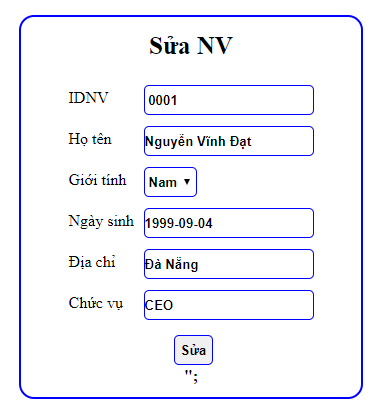 Sửa NV
IDNV 0001
Họ tên Nguyễn Vĩnh Đạt
Giới tính Nam ▼
Ngày sinh 1999-09-04
Địa chỉ Đà Nẵng
Chức vụ CEO
Sửa
";